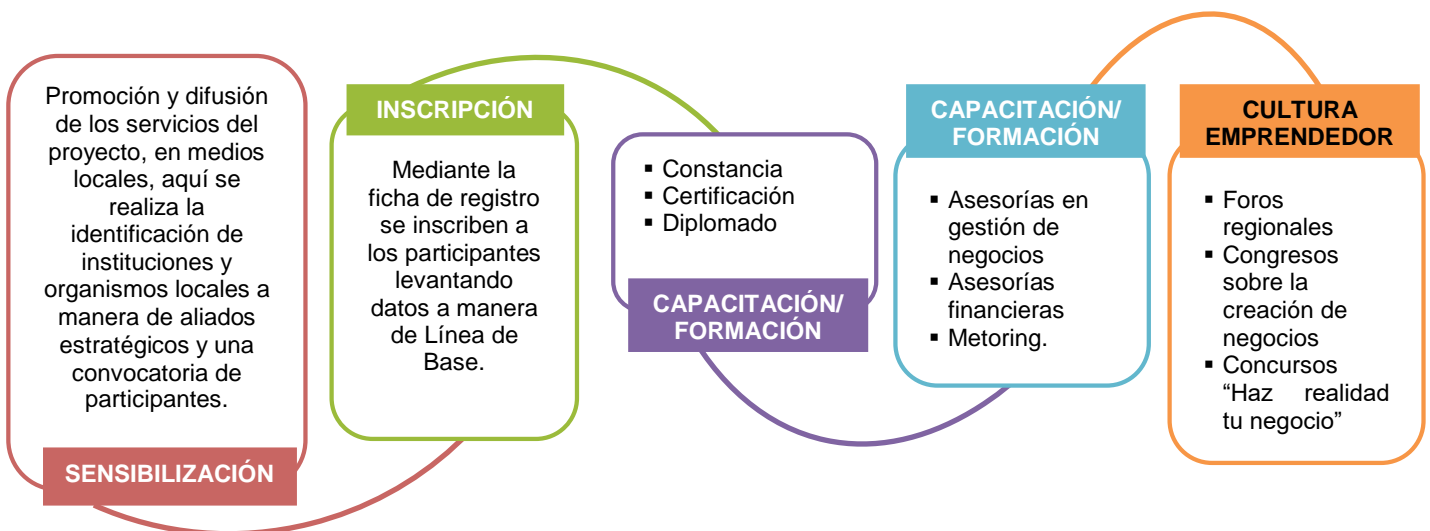 Promoción y difusión
de los servicios del
proyecto, en medios
locales, aquí se
realiza la
identificación de
instituciones y
organismos locales a
manera de aliados
estratégicos y una
convocatoria de
participantes.
SENSIBILIZACIÓN
INSCRIPCIÓN
Mediante la
ficha de registro
se inscriben a
los participantes
levantando
datos a manera
de Línea de
Base.
▪ Constancia
▪ Certificación
▪ Diplomado
CAPACITACIÓN/
FORMACIÓN
CAPACITACIÓN/
FORMACIÓN
▪ Asesorías en
gestión de
negocios
▪ Asesorías
financieras
▪ Metoring.
CULTURA
EMPRENDEDOR
▪ Foros
regionales
▪ Congresos
sobre la
creación de
negocios
▪ Concursos
“Haz realidad
tu negocio”